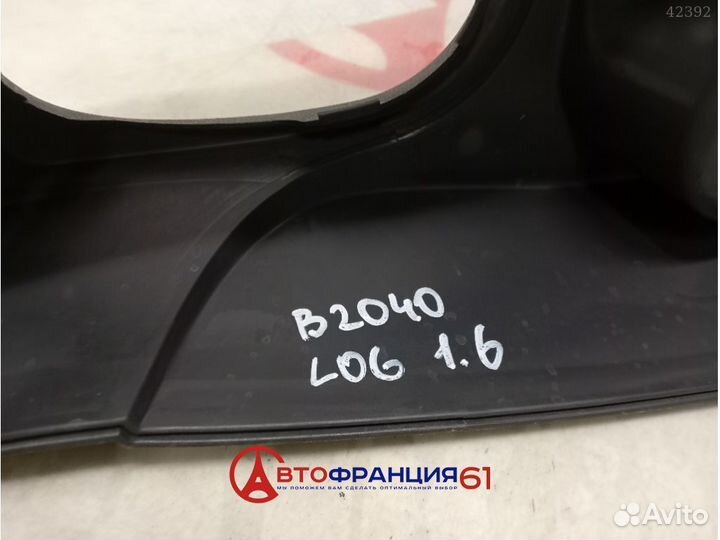 42392
B2040
LOG 1.6
АВТОФРАНЦИЯ61
МЫ ПОМОЖЕМ ВАМ СДЕЛАТЬ ОПТИМАЛЬНЫЙ ВЫБОР
Avito